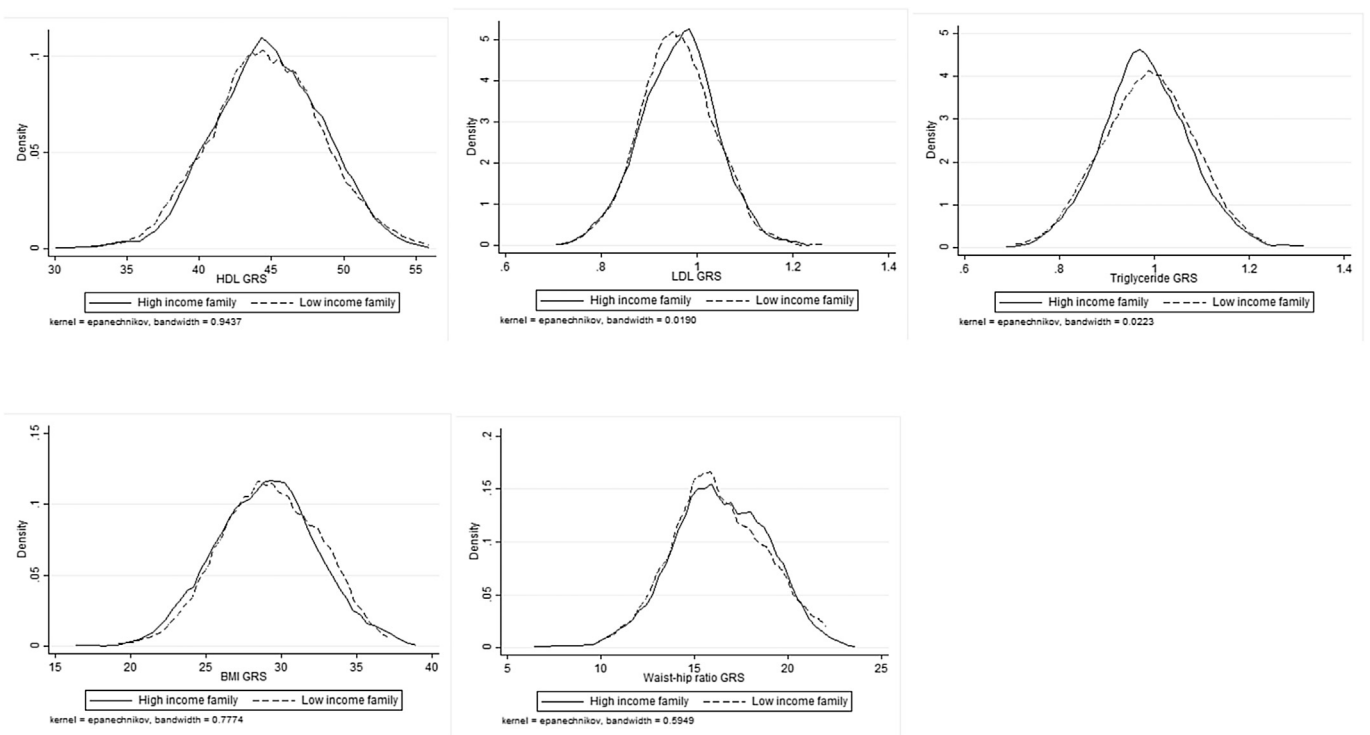 Density
.1
.05
0
30 35 40 45 50 55
HDL GRS
High income family Low income family
kernel = epanechnikov, bandwidth = 0.9437
Density
5
4
3
2
1
0
.6 .8 1 1.2 1.4
LDL GRS
High income family Low income family
kernel = epanechnikov, bandwidth = 0.0190
Density
5
4
3
2
1
0
.6 .8 1 1.2 1.4
Triglyceride GRS
High income family Low income family
kernel = epanechnikov, bandwidth = 0.0223
Density
.15
.1
.05
0
15 20 25 30 35 40
BMI GRS
High income family Low income family
kernel = epanechnikov, bandwidth = 0.7774
Density
.2
.15
.1
.05
0
5 10 15 20 25
Waist-hip ratio GRS
High income family Low income family
kernel = epanechnikov, bandwidth = 0.5949